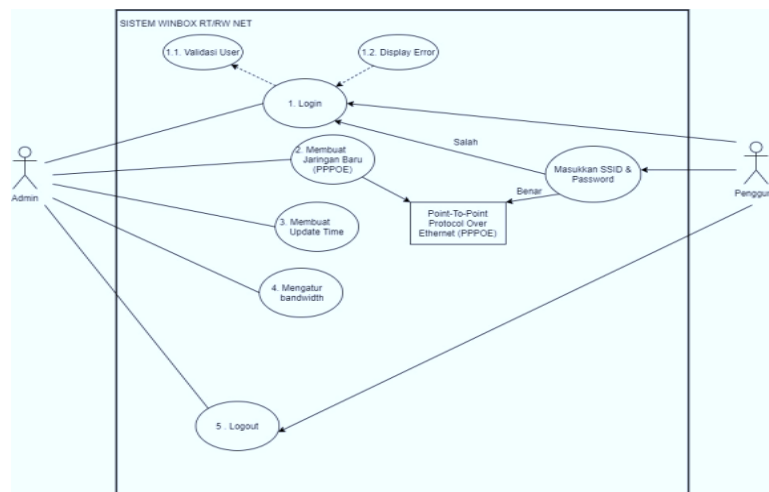 SISTEM WINBOX RT/RW NET
1.1. Validasi User
1.2. Display Error
1. Login
Salah
2. Membuat
Jaringan Baru
(PPPOE)
Masukkan SSID &
Password
Admin
Benar
Point-To-Point
Protocol Over
Ethernet (PPPOE)
3. Membuat
Update Time
4. Mengatur
bandwidth
5 . Logout